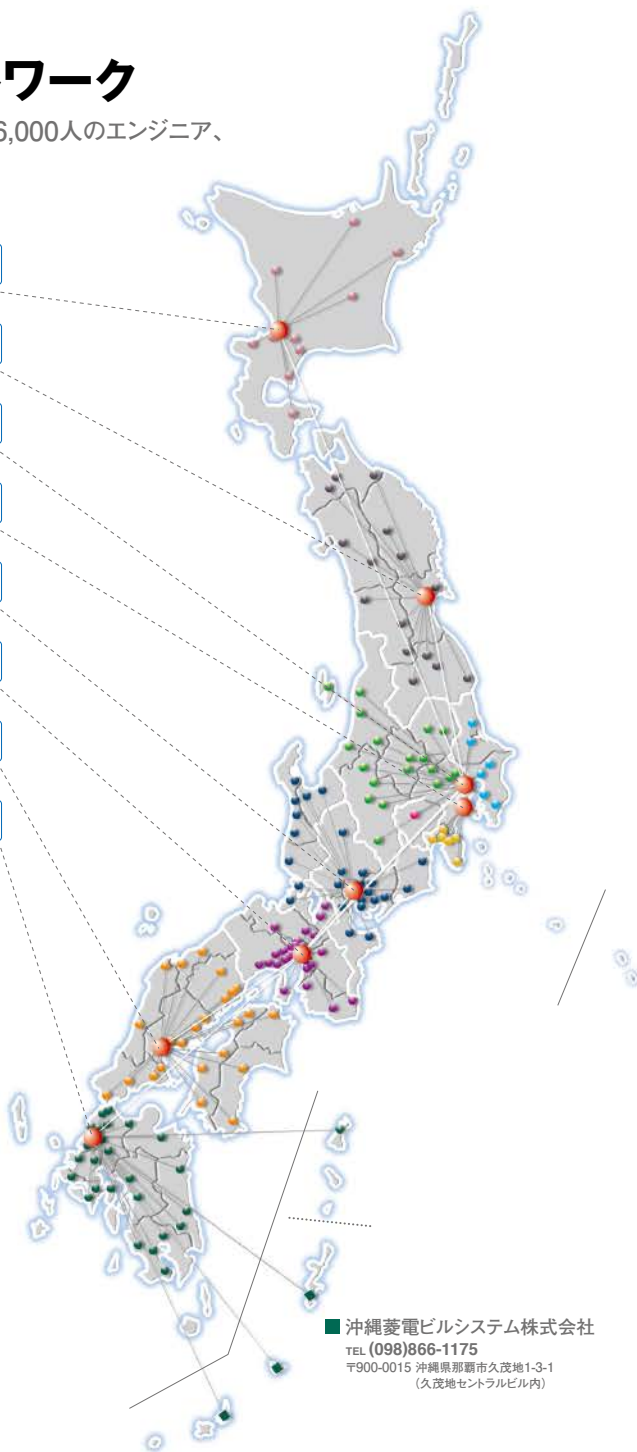 ワーク
6,000人のエンジニア、
■ 沖縄菱電ビルシステム株式会社
TEL (098)866-1175
〒900-0015 沖縄県那覇市久茂地1-3-1
（久茂地セントラルビル内）